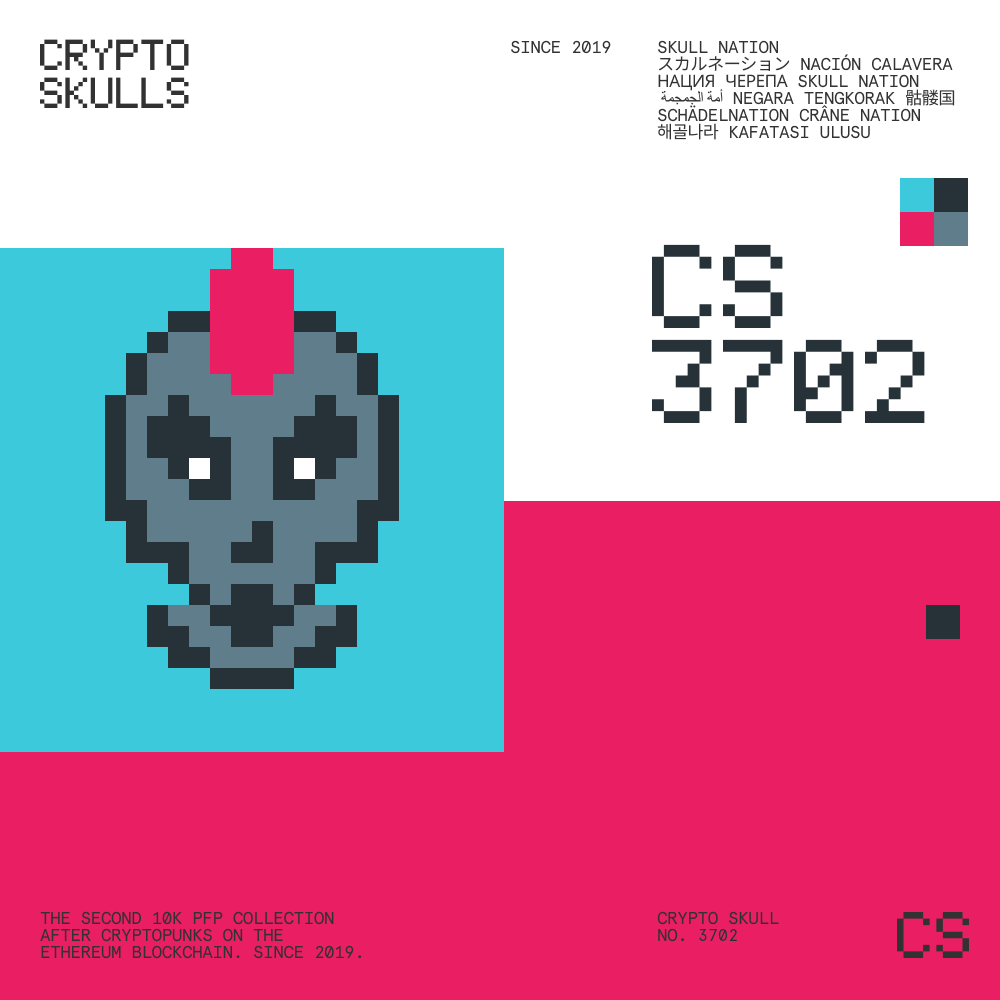 CRYPTO
SKULLS
SINCE 2019
SKULL NATION
スカルネーション NACIÓN CALAVERA
НАЦИЯ ЧЕРЕПА SKULL NATION
أمة الجمجمة NEGARA TENGKORAK 骷髅国
SCHÄDELNATION CRÂNE NATION
해골나라 KAFATASI ULUSU
CS
3702
THE SECOND 10K PFP COLLECTION
AFTER CRYPTOPUNKS ON THE
ETHEREUM BLOCKCHAIN. SINCE 2019.
CRYPTO SKULL
NO. 3702
CS